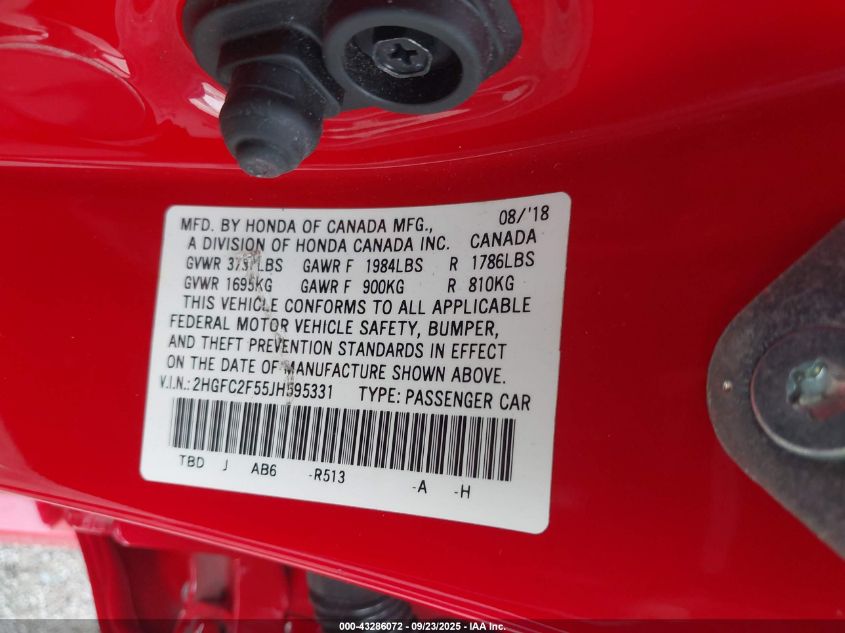 MFD. BY HONDA OF CANADA MFG., 08/'18
A DIVISION OF HONDA CANADA INC. CANADA
GVWR 3737LBS GAWR F 1984LBS R 1786LBS
GVWR 1695KG GAWR F 900KG R 810KG
THIS VEHICLE CONFORMS TO ALL APPLICABLE
FEDERAL MOTOR VEHICLE SAFETY, BUMPER,
AND THEFT PREVENTION STANDARDS IN EFFECT
ON THE DATE OF MANUFACTURE SHOWN ABOVE.
V.I.N.: 2HGFC2F55JH595331 TYPE: PASSENGER CAR
TBD J AB6 -R513 -A -H
000-43286072 - 09/23/2025 - IAA Inc.